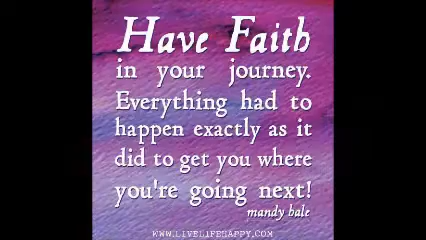 Have Faith
in your journey.
Everything had to
happen exactly as it
did to get you where
you're going next!
mandy hale
WWW.LIVELIFEHAPPY.COM